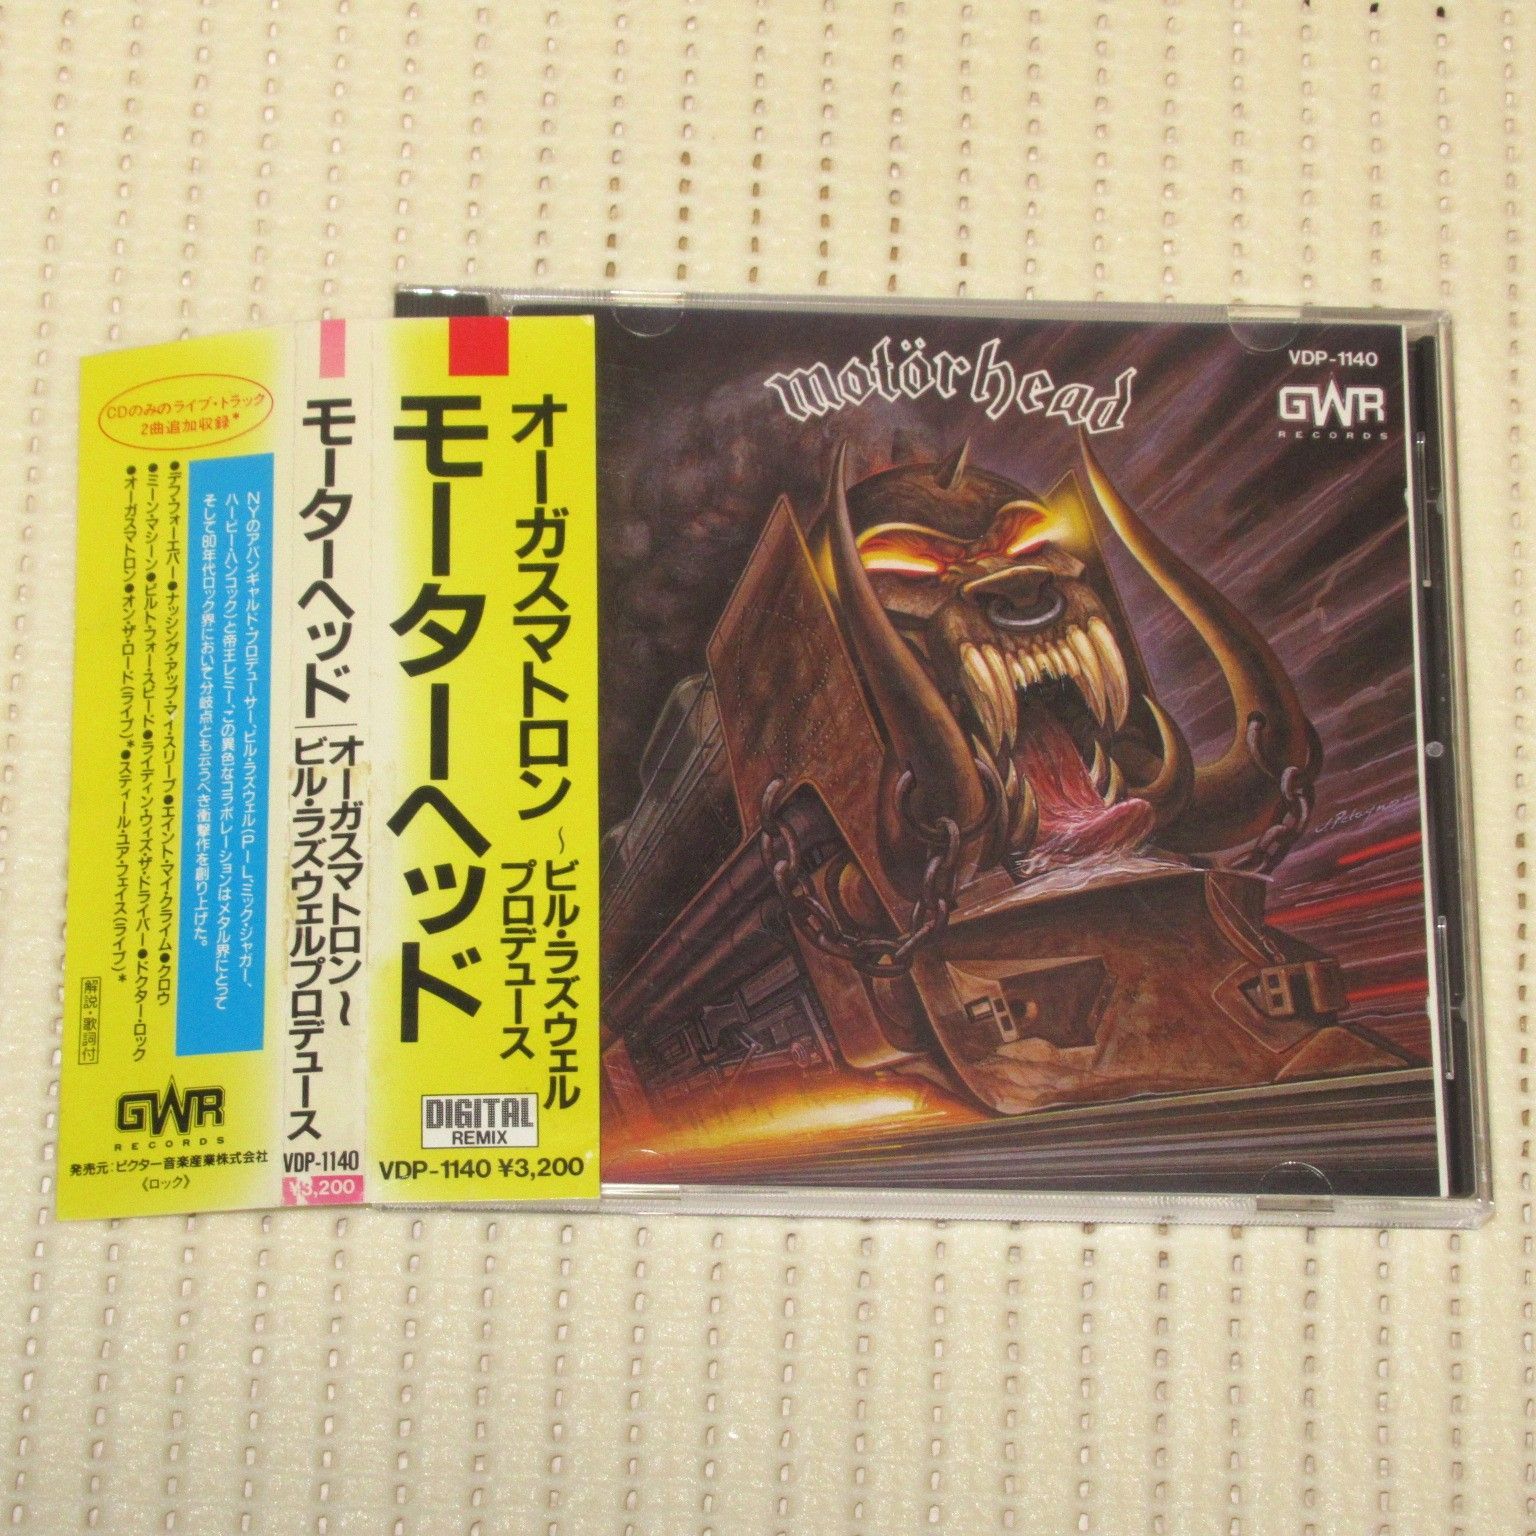 CDのみのライブ・トラック
2曲追加収録*
NYのアバンギャルド・プロデューサー、ビル・ラズウェル(PIL、ミック・ジャガー、
ハービー・ハンコック)と帝王レミー、この異色なコラボレーションはメタル界にとって
そして80年代ロック界において分岐点とも云うべき衝撃作を創り上げた。
●デフ・フォーエバー●ナッシング・アップ・マイ・スリーブ●エイント・マイ・クライム●クロウ
●ミーン・マシーン●ビルト・フォー・スピード●ライディン・ウィズ・ザ・ドライバー●ドクター・ロック
●オーガスマトロン●オン・ザ・ロード(ライブ)*●スティール・ユア・フェイス(ライブ)*
解説・歌詞付
GWR
RECORDS
発売元:ビクター音楽産業株式会社
《ロック》
モーターヘッド
オーガスマトロン〜
ビル・ラズウェルプロデュース
VDP-1140
¥3,200
オーガスマトロン〜ビル・ラズウェル
プロデュース
モーターヘッド
DIGITAL
REMIX
VDP-1140 ¥3,200
motörhead
VDP-1140
GWR
RECORDS